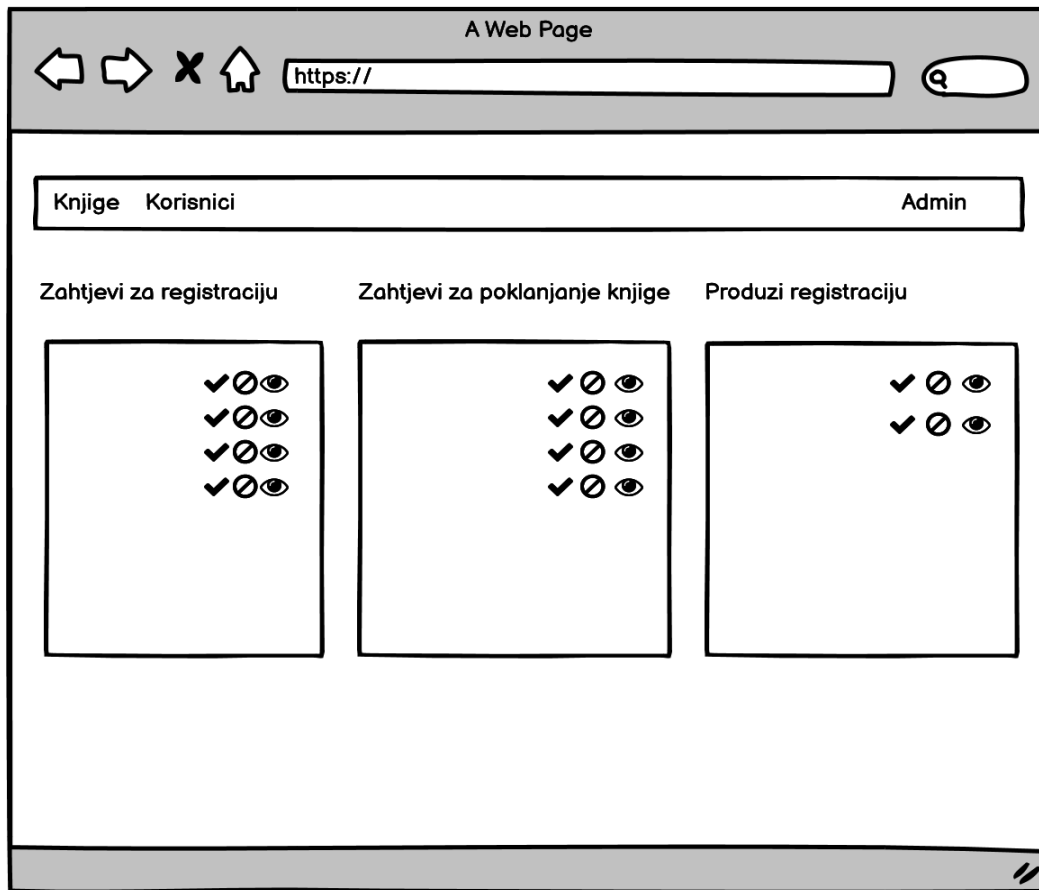 A Web Page
https://
Knjige Korisnici Admin
Zahtjevi za registraciju Zahtjevi za poklanjanje knjige Produzi registraciju